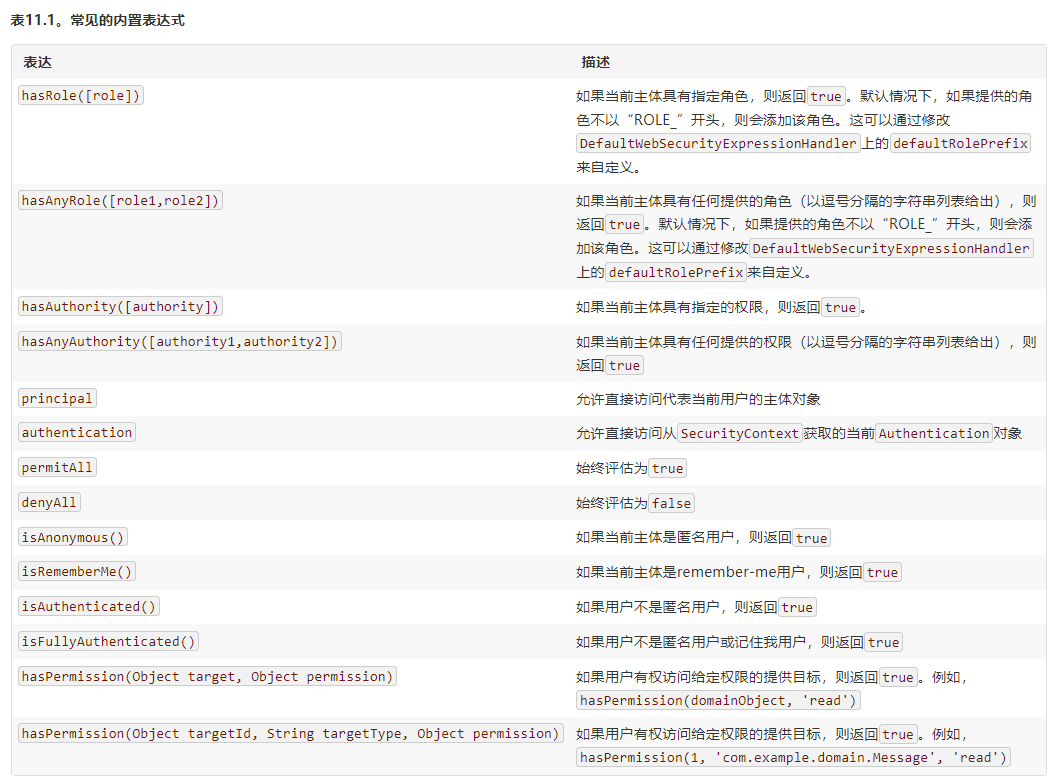 表11.1。常见的内置表达式
表达 描述
hasRole([role]) 如果当前主体具有指定角色，则返回true。默认情况下，如果提供的角
色不以“ROLE_”开头，则会添加该角色。这可以通过修改
DefaultWebSecurityExpressionHandler上的defaultRolePrefix
来自定义。
hasAnyRole([role1,role2]) 如果当前主体具有任何提供的角色（以逗号分隔的字符串列表给出），则
返回true。默认情况下，如果提供的角色不以“ROLE_”开头，则会添
加该角色。这可以通过修改DefaultWebSecurityExpressionHandler
上的defaultRolePrefix来自定义。
hasAuthority([authority]) 如果当前主体具有指定的权限，则返回true。
hasAnyAuthority([authority1,authority2]) 如果当前主体具有任何提供的权限（以逗号分隔的字符串列表给出），则
返回true
principal 允许直接访问代表当前用户的主体对象
authentication 允许直接访问从SecurityContext获取的当前Authentication对象
permitAll 始终评估为true
denyAll 始终评估为false
isAnonymous() 如果当前主体是匿名用户，则返回true
isRememberMe() 如果当前主体是remember-me用户，则返回true
isAuthenticated() 如果用户不是匿名用户，则返回true
isFullyAuthenticated() 如果用户不是匿名用户或记住我用户，则返回true
hasPermission(Object target, Object permission) 如果用户有权访问给定权限的提供目标，则返回true。例如，
hasPermission(domainObject, 'read')
hasPermission(Object targetId, String targetType, Object permission) 如果用户有权访问给定权限的提供目标，则返回true。例如，
hasPermission(1, 'com.example.domain.Message', 'read')